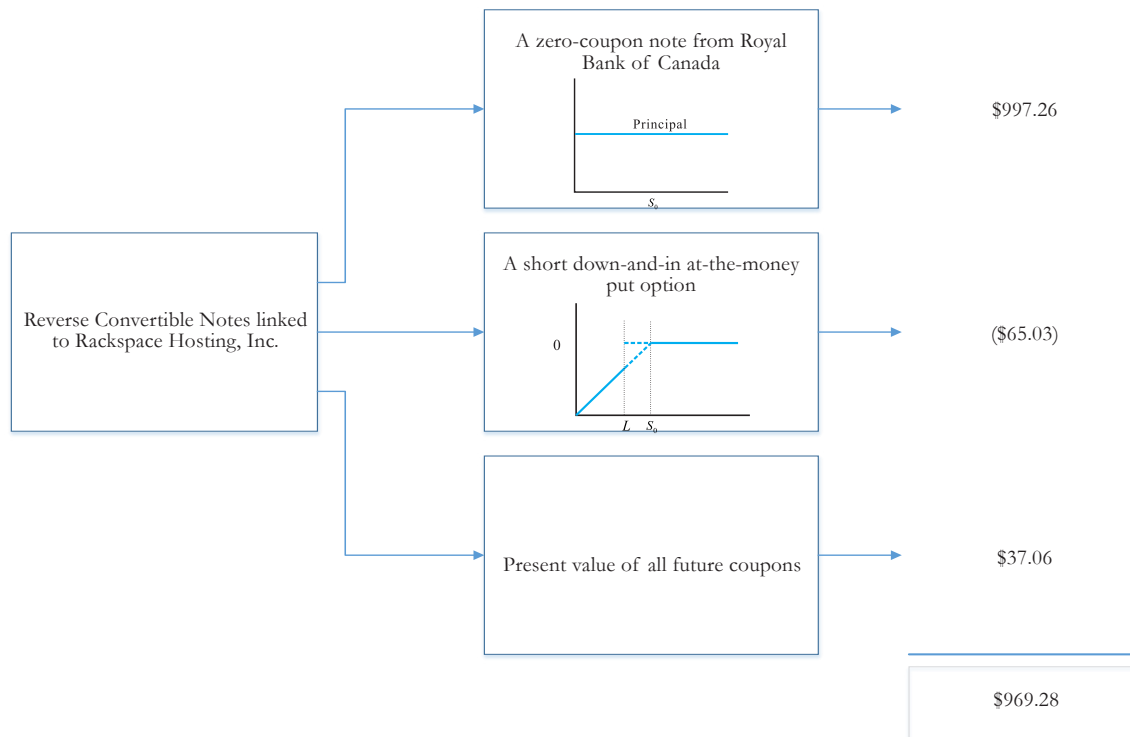 A zero-coupon note from Royal
Bank of Canada
Principal
S₀
$997.26
Reverse Convertible Notes linked
to Rackspace Hosting, Inc.
A short down-and-in at-the-money
put option
0
L S₀
($65.03)
Present value of all future coupons
$37.06
$969.28